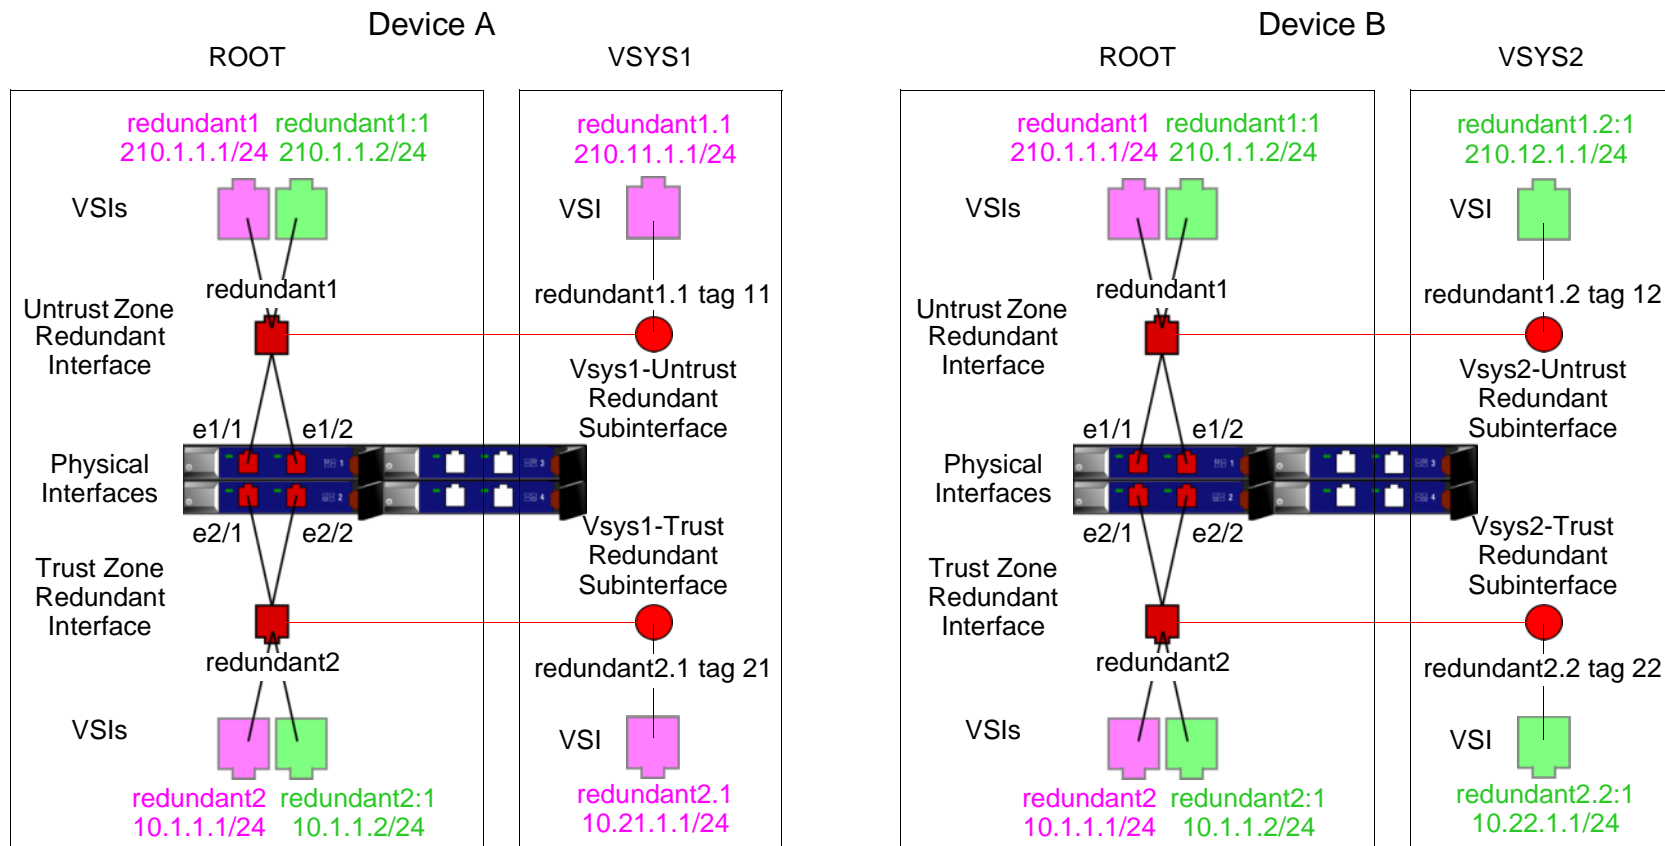 Device A
ROOT
VSYS1
redundant1
210.1.1.1/24
redundant1:1
210.1.1.2/24
redundant1.1
210.11.1.1/24
VSIs
VSI
redundant1
redundant1.1 tag 11
Untrust Zone
Redundant
Interface
Vsys1-Untrust
Redundant
Subinterface
e1/1
e1/2
Physical
Interfaces
1
3
2
4
e2/1
e2/2
Vsys1-Trust
Redundant
Subinterface
Trust Zone
Redundant
Interface
redundant2
redundant2.1 tag 21
VSIs
VSI
redundant2
10.1.1.1/24
redundant2:1
10.1.1.2/24
redundant2.1
10.21.1.1/24
Device B
ROOT
VSYS2
redundant1
210.1.1.1/24
redundant1:1
210.1.1.2/24
redundant1.2:1
210.12.1.1/24
VSIs
VSI
redundant1
redundant1.2 tag 12
Untrust Zone
Redundant
Interface
Vsys2-Untrust
Redundant
Subinterface
e1/1
e1/2
Physical
Interfaces
1
3
2
4
e2/1
e2/2
Vsys2-Trust
Redundant
Subinterface
Trust Zone
Redundant
Interface
redundant2
redundant2.2 tag 22
VSIs
VSI
redundant2
10.1.1.1/24
redundant2:1
10.1.1.2/24
redundant2.2:1
10.22.1.1/24